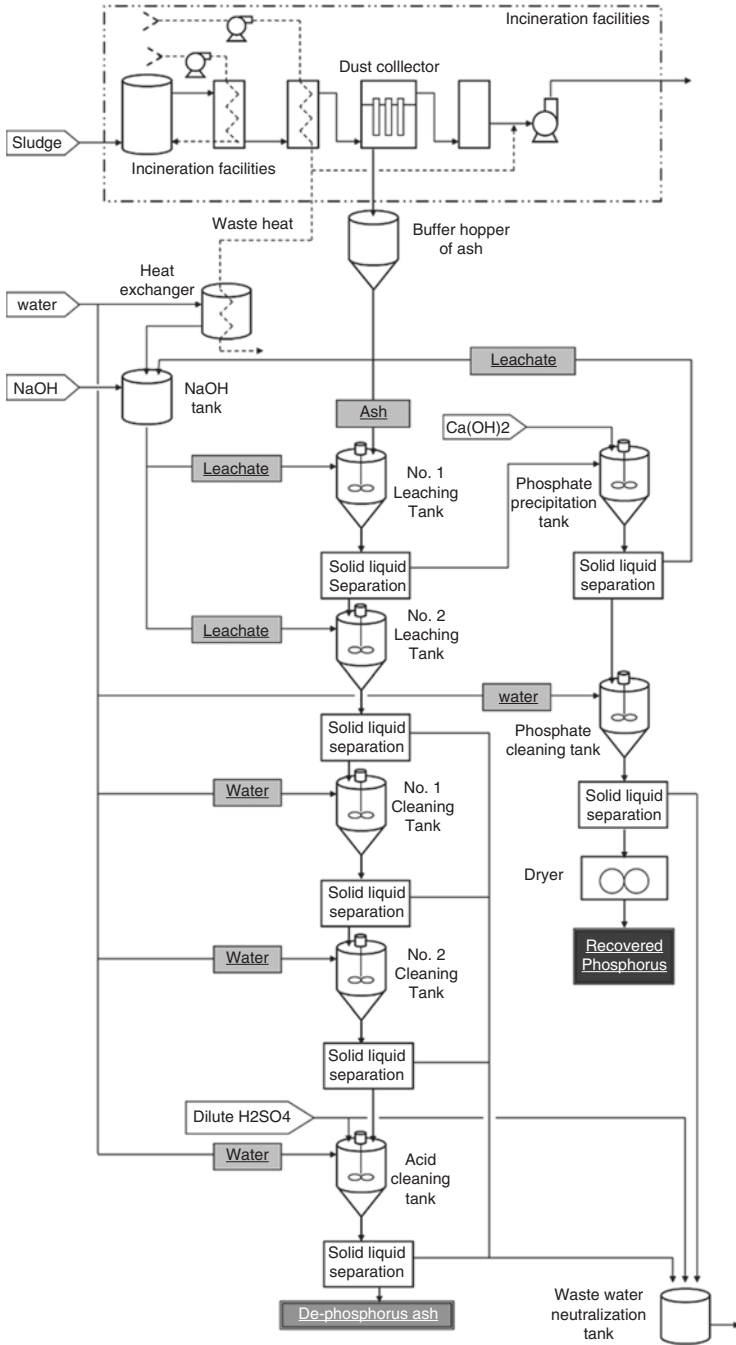 Incineration facilities
Dust colllector
Sludge
Incineration facilities
Waste heat
Buffer hopper
of ash
Heat
exchanger
water
Leachate
NaOH
NaOH
tank
Ash
Ca(OH)2
Leachate
No. 1
Leaching
Tank
Phosphate
precipitation
tank
Solid liquid
Separation
Solid liquid
separation
Leachate
No. 2
Leaching
Tank
water
Phosphate
cleaning tank
Solid liquid
separation
Water
No. 1
Cleaning
Tank
Solid liquid
separation
Dryer
Solid liquid
separation
Water
No. 2
Cleaning
Tank
Recovered
Phosphorus
Solid liquid
separation
Dilute H2SO4
Water
Acid
cleaning
tank
Solid liquid
separation
De-phosphorus ash
Waste water
neutralization
tank